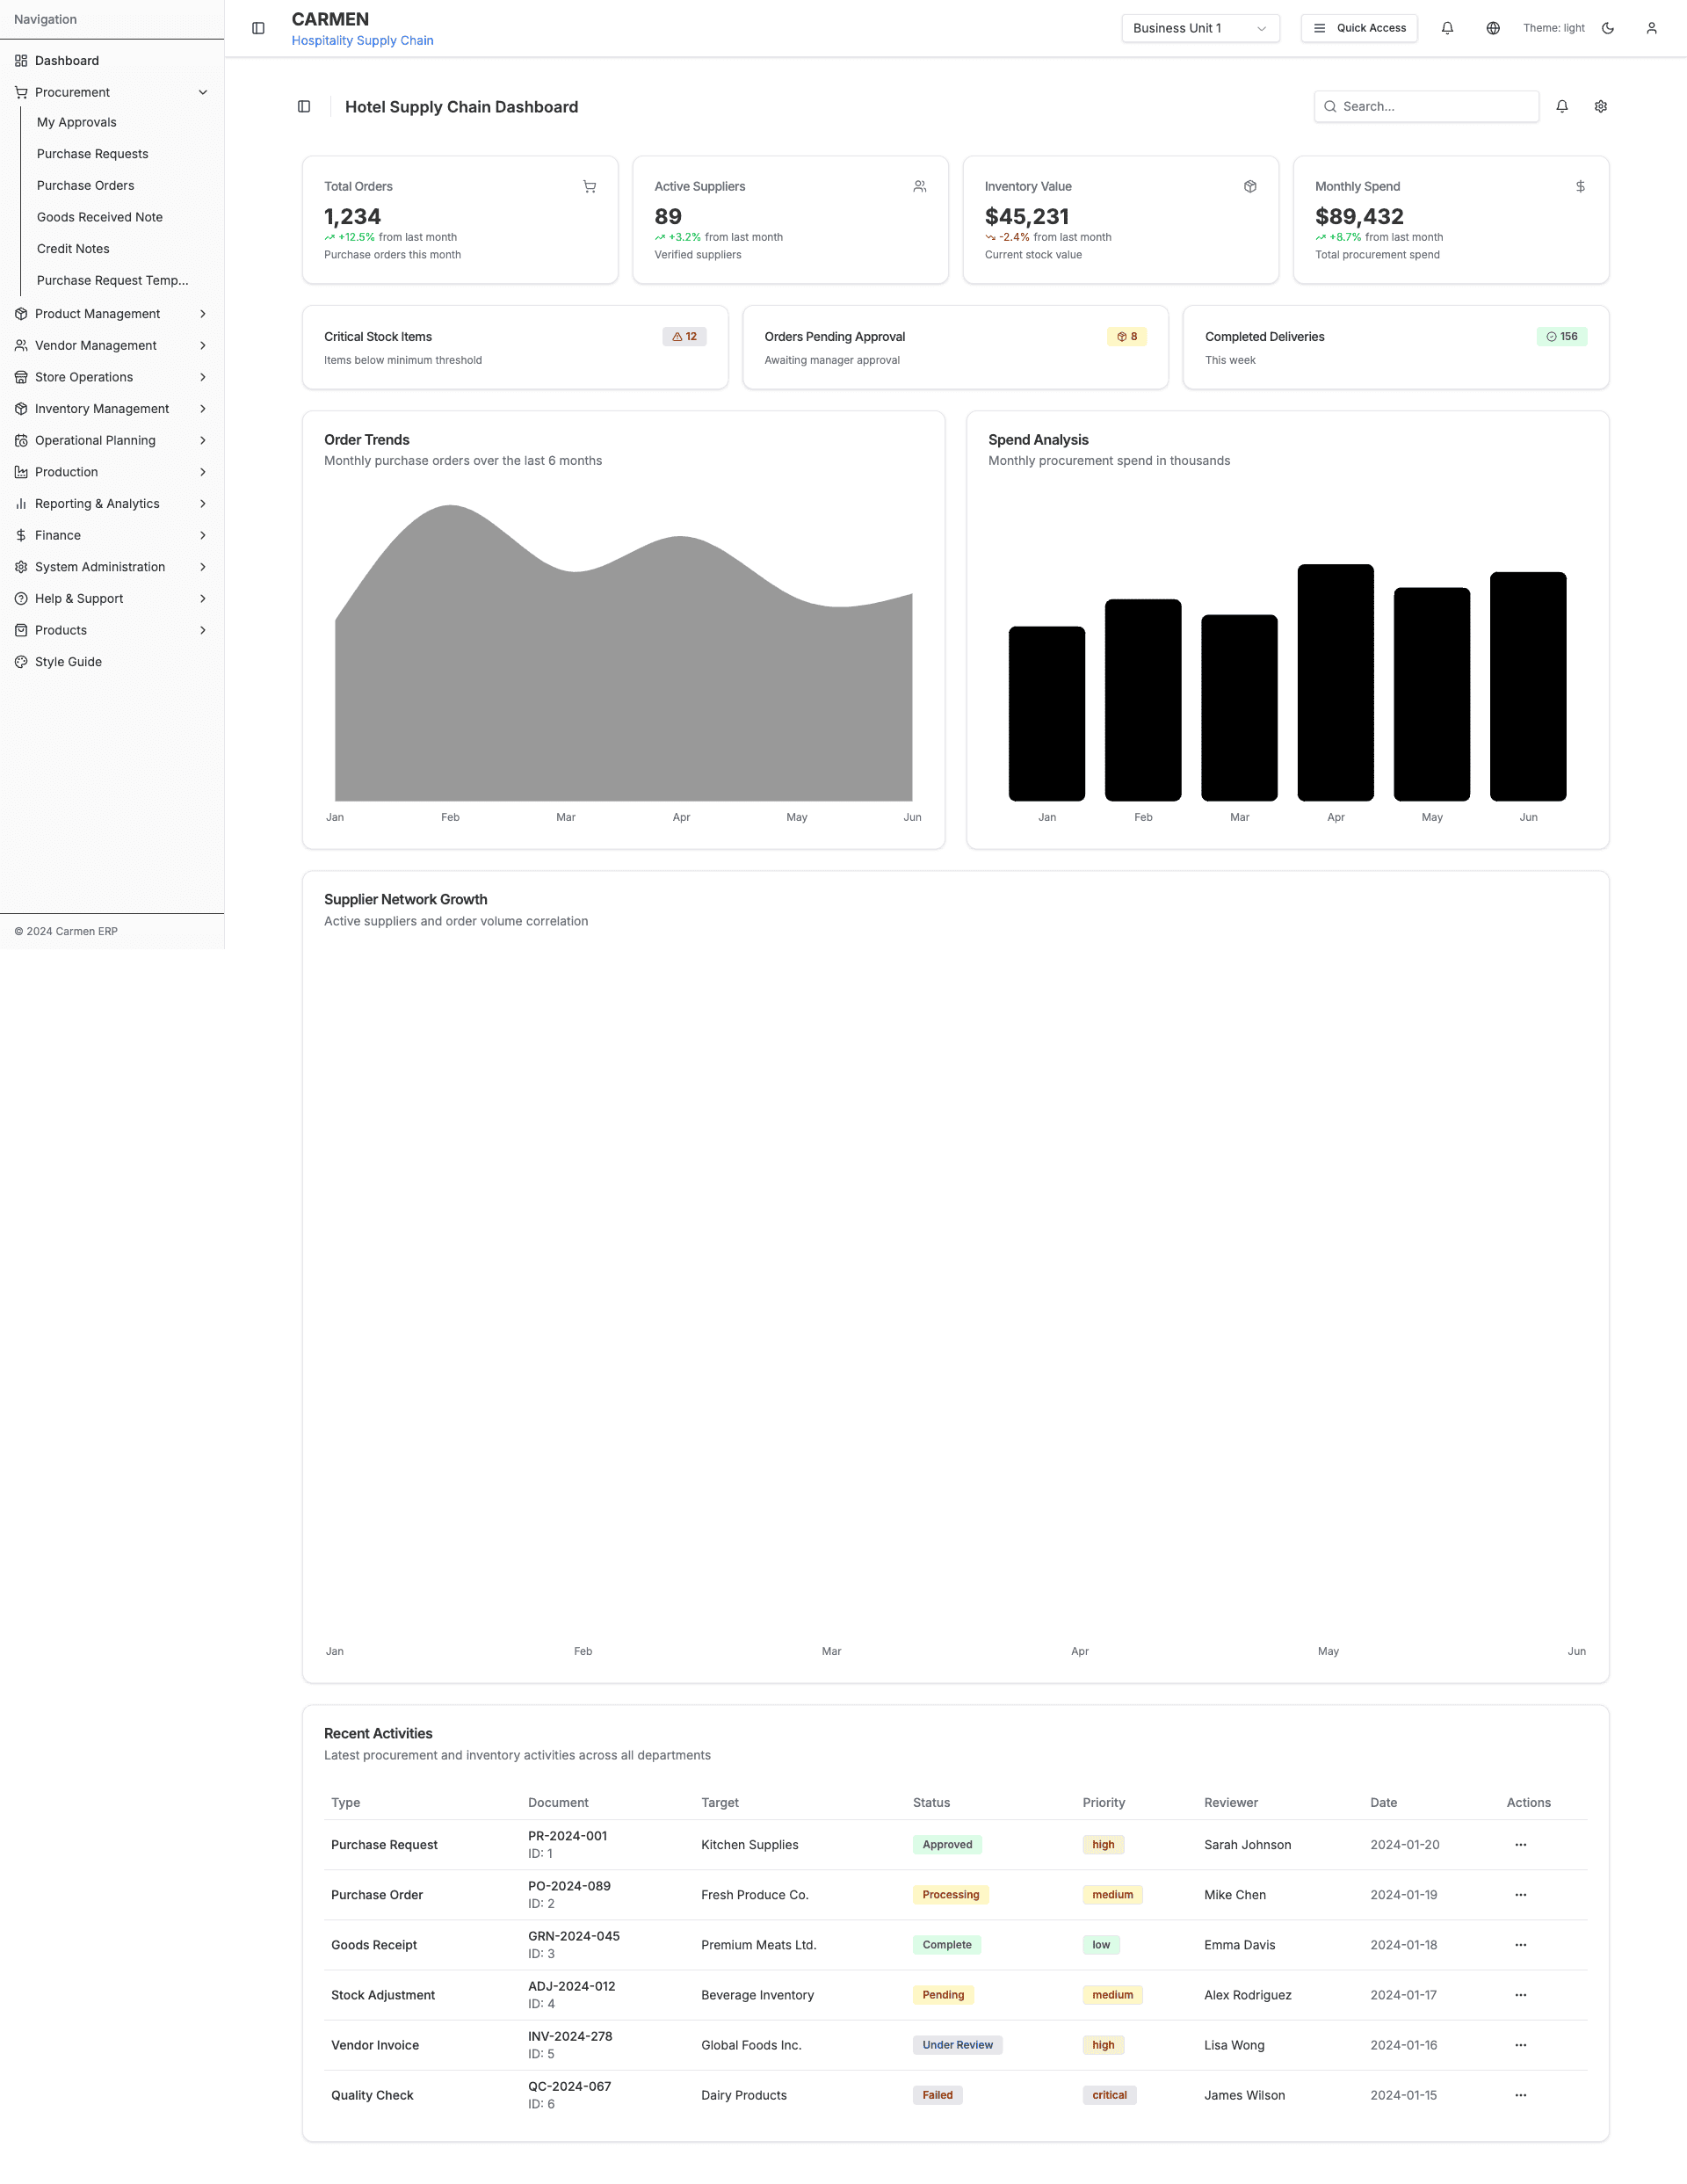 Navigation
Dashboard
Procurement
My Approvals
Purchase Requests
Purchase Orders
Goods Received Note
Credit Notes
Purchase Request Temp...
Product Management
Vendor Management
Store Operations
Inventory Management
Operational Planning
Production
Reporting & Analytics
Finance
System Administration
Help & Support
Products
Style Guide
© 2024 Carmen ERP
CARMEN
Hospitality Supply Chain
Business Unit 1
Quick Access
Theme: light
Hotel Supply Chain Dashboard
Search...
Total Orders
1,234
+12.5% from last month
Purchase orders this month
Active Suppliers
89
+3.2% from last month
Verified suppliers
Inventory Value
$45,231
-2.4% from last month
Current stock value
Monthly Spend
$89,432
+8.7% from last month
Total procurement spend
Critical Stock Items 12
Items below minimum threshold
Orders Pending Approval 8
Awaiting manager approval
Completed Deliveries 156
This week
Order Trends
Monthly purchase orders over the last 6 months
Jan Feb Mar Apr May Jun
Spend Analysis
Monthly procurement spend in thousands
Jan Feb Mar Apr May Jun
Supplier Network Growth
Active suppliers and order volume correlation
Jan Feb Mar Apr May Jun
Recent Activities
Latest procurement and inventory activities across all departments
Type Document Target Status Priority Reviewer Date Actions
Purchase Request PR-2024-001 Kitchen Supplies Approved high Sarah Johnson 2024-01-20
ID: 1
Purchase Order PO-2024-089 Fresh Produce Co. Processing medium Mike Chen 2024-01-19
ID: 2
Goods Receipt GRN-2024-045 Premium Meats Ltd. Complete low Emma Davis 2024-01-18
ID: 3
Stock Adjustment ADJ-2024-012 Beverage Inventory Pending medium Alex Rodriguez 2024-01-17
ID: 4
Vendor Invoice INV-2024-278 Global Foods Inc. Under Review high Lisa Wong 2024-01-16
ID: 5
Quality Check QC-2024-067 Dairy Products Failed critical James Wilson 2024-01-15
ID: 6